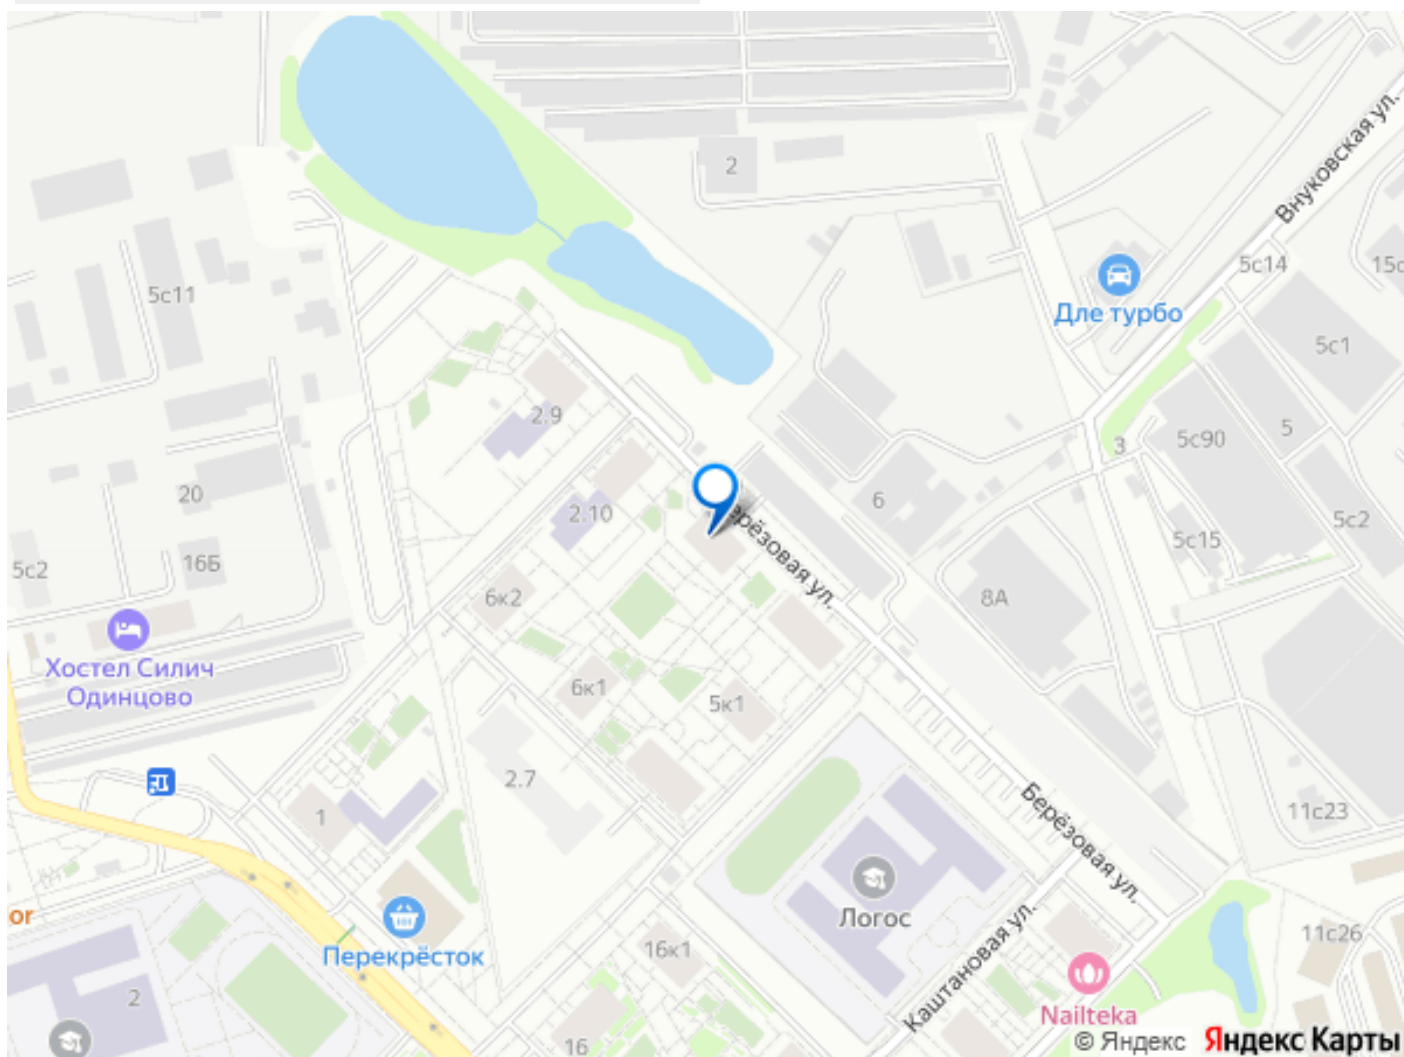 2
Внуковская ул.
5с14
15с
5с11
Дле турбо
5с1
2.9
3
5с90
5
20
2.10
6
5с2
Берёзовая ул.
5с15
16Б
5с2
6к2
8А
Хостел Силич
Одинцово
6к1
5к1
2.7
1
Берёзовая ул.
11с23
or
Логос
Перекрёсток
16к1
Каштановая ул.
11с26
2
Nailteka
16
© Яндекс Яндекс Карты